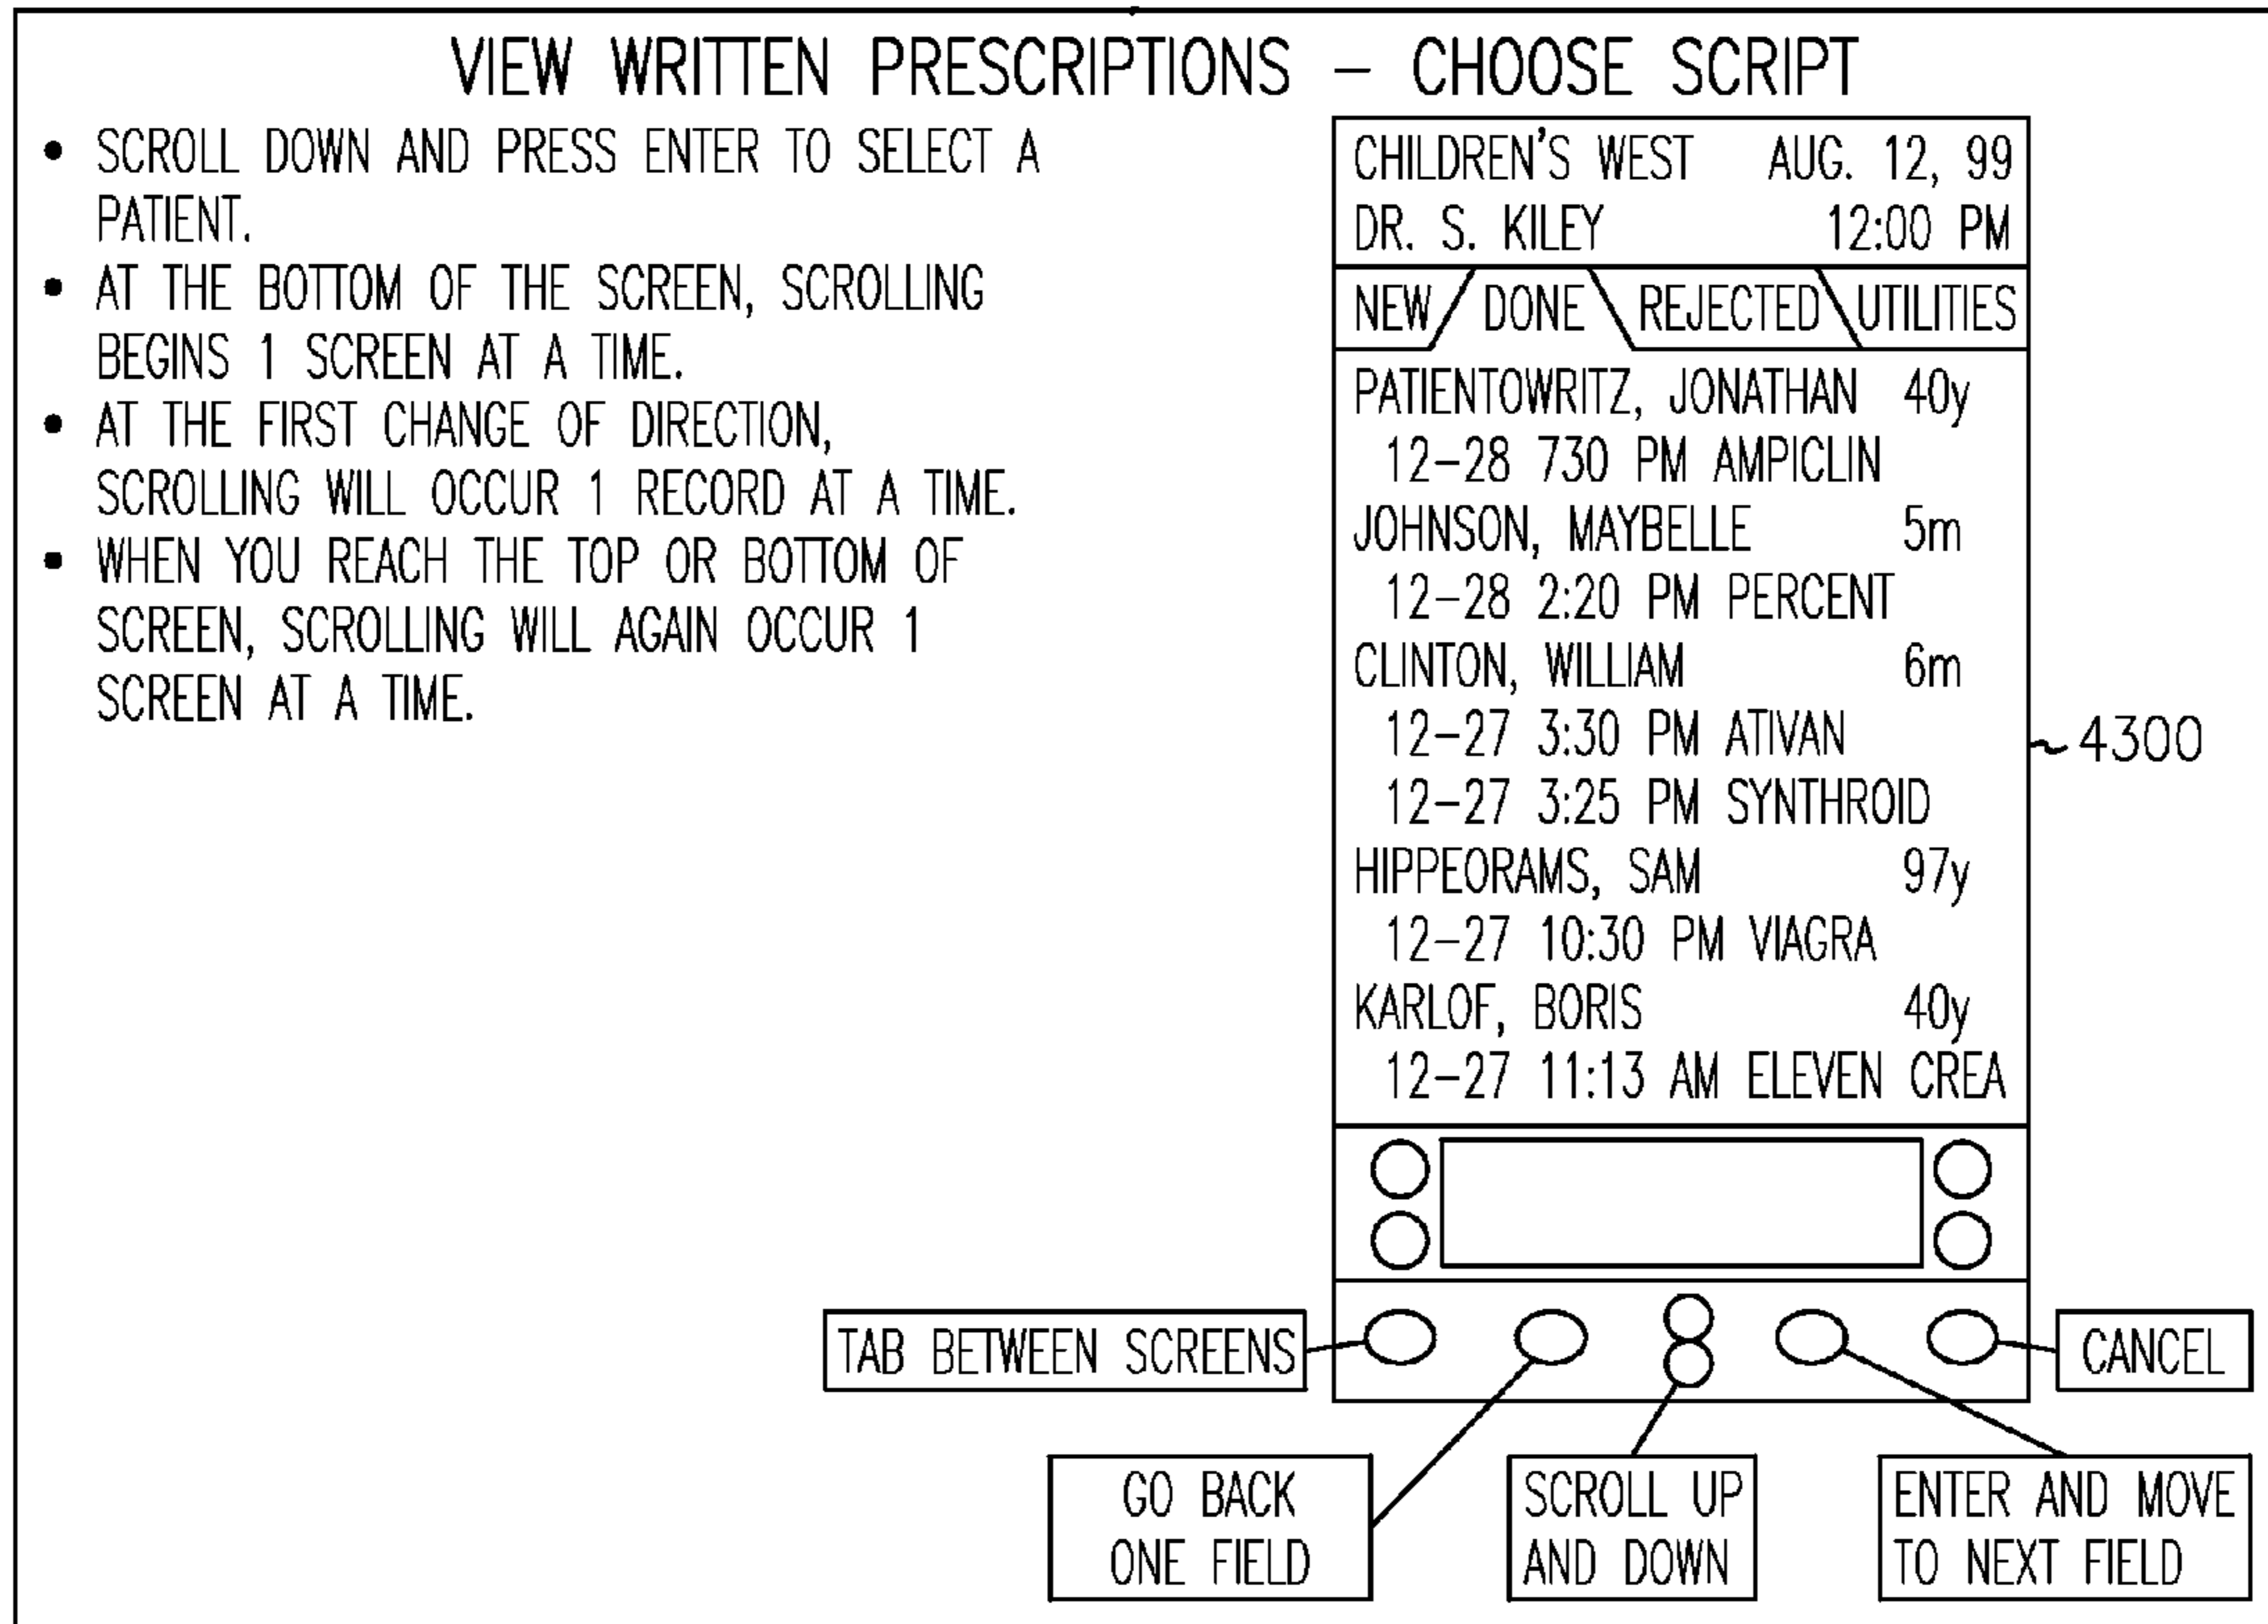 VIEW WRITTEN PRESCRIPTIONS – CHOOSE SCRIPT
• SCROLL DOWN AND PRESS ENTER TO SELECT A
PATIENT.
• AT THE BOTTOM OF THE SCREEN, SCROLLING
BEGINS 1 SCREEN AT A TIME.
• AT THE FIRST CHANGE OF DIRECTION,
SCROLLING WILL OCCUR 1 RECORD AT A TIME.
• WHEN YOU REACH THE TOP OR BOTTOM OF
SCREEN, SCROLLING WILL AGAIN OCCUR 1
SCREEN AT A TIME.
CHILDREN'S WEST AUG. 12, 99
DR. S. KILEY 12:00 PM
NEW DONE REJECTED UTILITIES
PATIENTOWRITZ, JONATHAN 40y
12–28 730 PM AMPICLIN
JOHNSON, MAYBELLE 5m
12–28 2:20 PM PERCENT
CLINTON, WILLIAM 6m
12–27 3:30 PM ATIVAN
12–27 3:25 PM SYNTHROID
HIPPEORAMS, SAM 97y
12–27 10:30 PM VIAGRA
KARLOF, BORIS 40y
12–27 11:13 AM ELEVEN CREA
4300
TAB BETWEEN SCREENS
CANCEL
GO BACK
ONE FIELD
SCROLL UP
AND DOWN
ENTER AND MOVE
TO NEXT FIELD